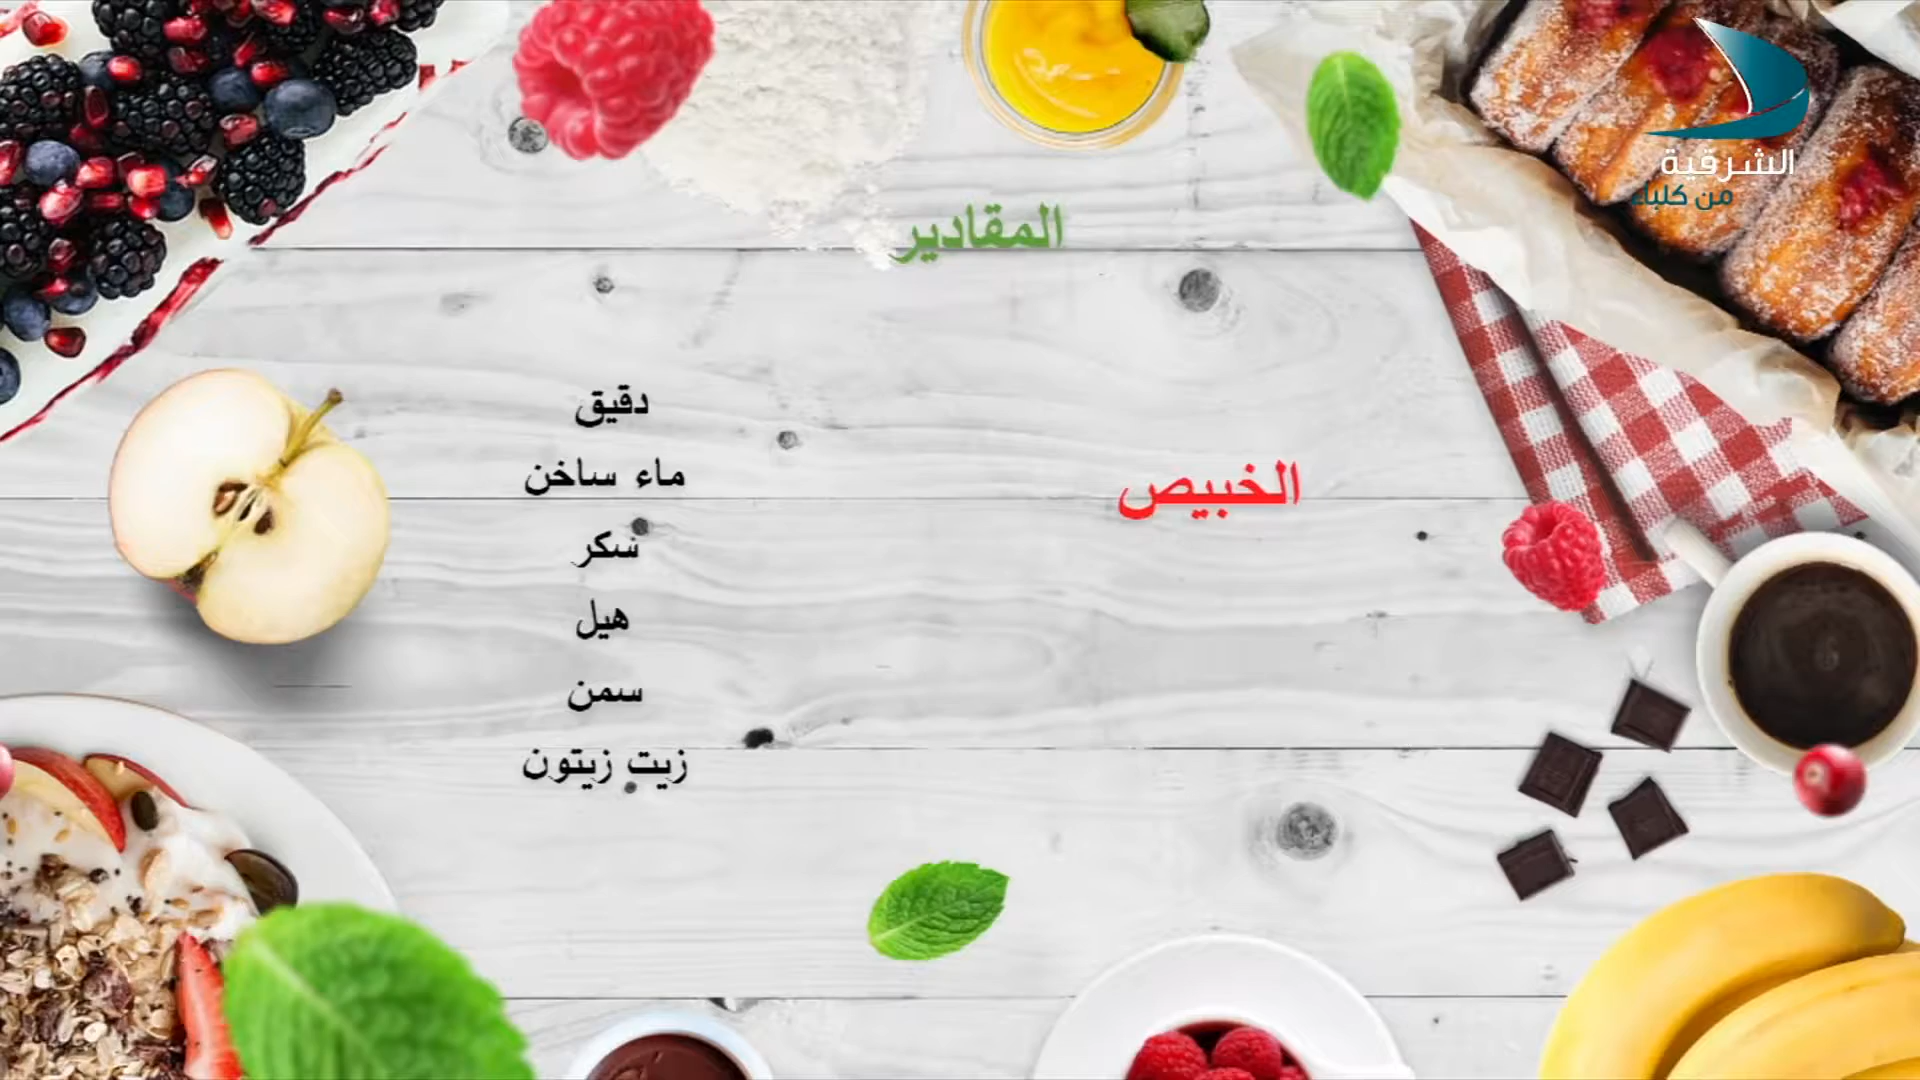 الشرقية
من كلباء
المقادير
الخبيص
دقيق
ماء ساخن
سكر
هيل
سمن
زيت زيتون